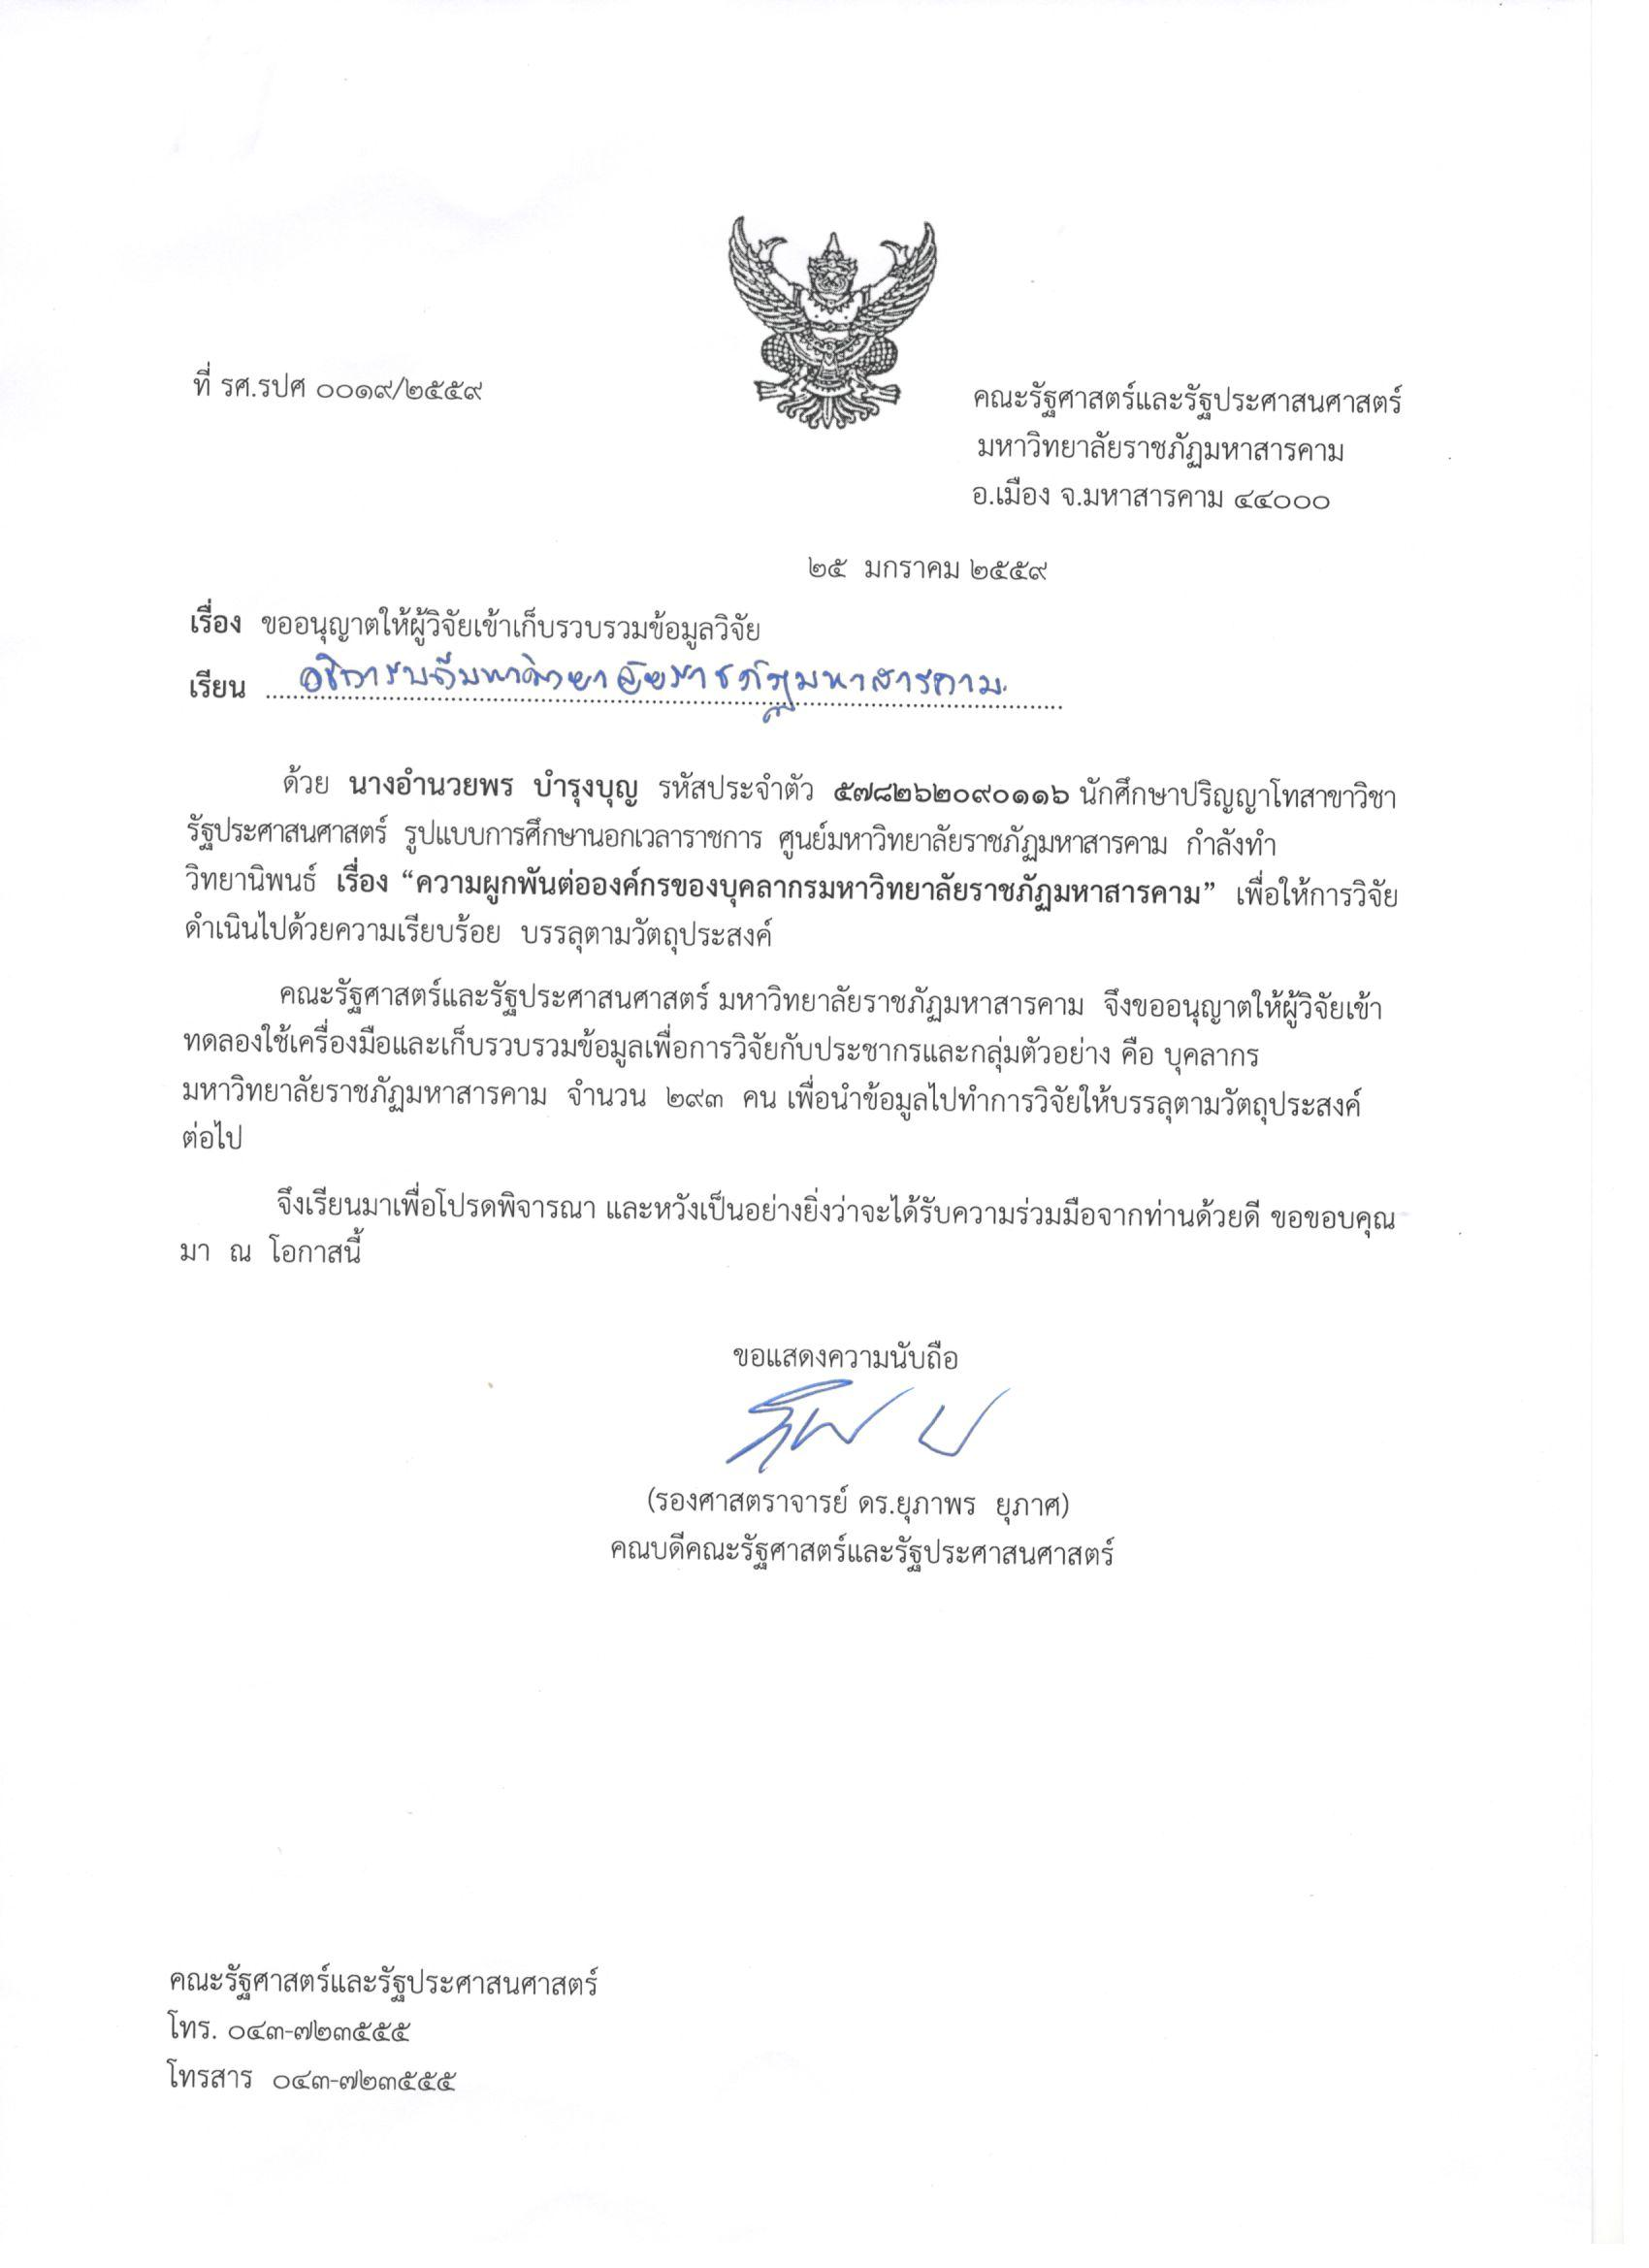 ที่ รศ.รปศ ๐๐๑๙/๒๕๕๙
คณะรัฐศาสตร์และรัฐประศาสนศาสตร์
มหาวิทยาลัยราชภัฏมหาสารคาม
อ.เมือง จ.มหาสารคาม ๔๔๐๐๐
๒๕ มกราคม ๒๕๕๙
เรื่อง ขออนุญาตให้ผู้วิจัยเข้าเก็บรวบรวมข้อมูลวิจัย
เรียน อธิการบดีมหาวิทยาลัยราชภัฏมหาสารคาม
ด้วย นางอำนวยพร บำรุงบุญ รหัสประจำตัว ๕๗๘๒๖๒๐๙๐๑๑๖ นักศึกษาปริญญาโทสาขาวิชา
รัฐประศาสนศาสตร์ รูปแบบการศึกษานอกเวลาราชการ ศูนย์มหาวิทยาลัยราชภัฏมหาสารคาม กำลังทำ
วิทยานิพนธ์ เรื่อง “ความผูกพันต่อองค์กรของบุคลากรมหาวิทยาลัยราชภัฏมหาสารคาม” เพื่อให้การวิจัย
ดำเนินไปด้วยความเรียบร้อย บรรลุตามวัตถุประสงค์
คณะรัฐศาสตร์และรัฐประศาสนศาสตร์ มหาวิทยาลัยราชภัฏมหาสารคาม จึงขออนุญาตให้ผู้วิจัยเข้า
ทดลองใช้เครื่องมือและเก็บรวบรวมข้อมูลเพื่อการวิจัยกับประชากรและกลุ่มตัวอย่าง คือ บุคลากร
มหาวิทยาลัยราชภัฏมหาสารคาม จำนวน ๒๙๓ คน เพื่อนำข้อมูลไปทำการวิจัยให้บรรลุตามวัตถุประสงค์
ต่อไป
จึงเรียนมาเพื่อโปรดพิจารณา และหวังเป็นอย่างยิ่งว่าจะได้รับความร่วมมือจากท่านด้วยดี ขอขอบคุณ
มา ณ โอกาสนี้
ขอแสดงความนับถือ
(รองศาสตราจารย์ ดร.ยุภาพร ยุภาศ)
คณบดีคณะรัฐศาสตร์และรัฐประศาสนศาสตร์
คณะรัฐศาสตร์และรัฐประศาสนศาสตร์
โทร. ๐๔๓-๗๒๓๕๕๕
โทรสาร ๐๔๓-๗๒๓๕๕๕